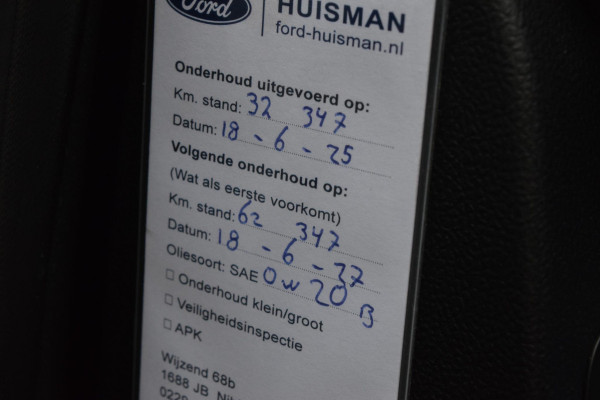 Ford
HUISMAN
ford-huisman.nl
Onderhoud uitgevoerd op:
Km. stand: 32 347
Datum: 18 - 6 - 25
Volgende onderhoud op:
(Wat als eerste voorkomt)
Km. stand: 62 347
Datum: 18 - 6 - 27
Oliesoort: SAE 0w20 B
Onderhoud klein/groot
Veiligheidsinspectie
APK
Wijzend 68b
1688 JB